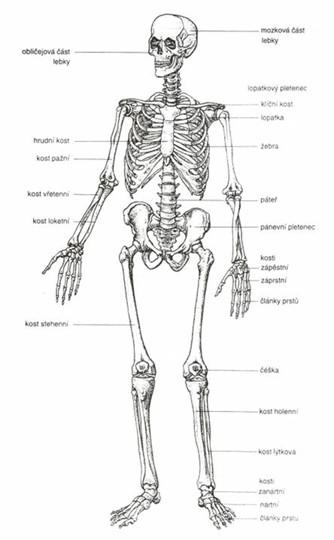 mozková část
lebky
obličejová část
lebky
lopatkový pletenec
klíční kost
lopatka
hrudní kost
žebra
kost pažní
kost vřetenní
páteř
kost loketní
pánevní pletenec
kosti
zápěstní
záprstní
články prstů
kost stehenní
čéška
kost holenní
kost lýtková
kosti
zanártní
nártní
články prstů